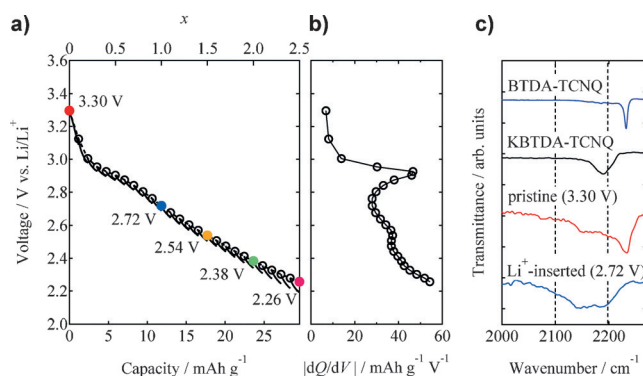 a)
x
0 0.5 1.0 1.5 2.0 2.5
3.6
3.4
3.2
3.0
2.8
2.6
2.4
2.2
2.0
Voltage / V vs. Li/Li⁺
3.30 V
2.72 V
2.54 V
2.38 V
2.26 V
0 5 10 15 20 25
Capacity / mAh g⁻¹
b)
0 20 40 60
|dQ/dV| / mAh g⁻¹ V⁻¹
c)
Transmittance / arb. units
BTDA-TCNQ
KBTDA-TCNQ
pristine (3.30 V)
Li⁺-inserted (2.72 V)
2000 2100 2200
Wavenumber / cm⁻¹